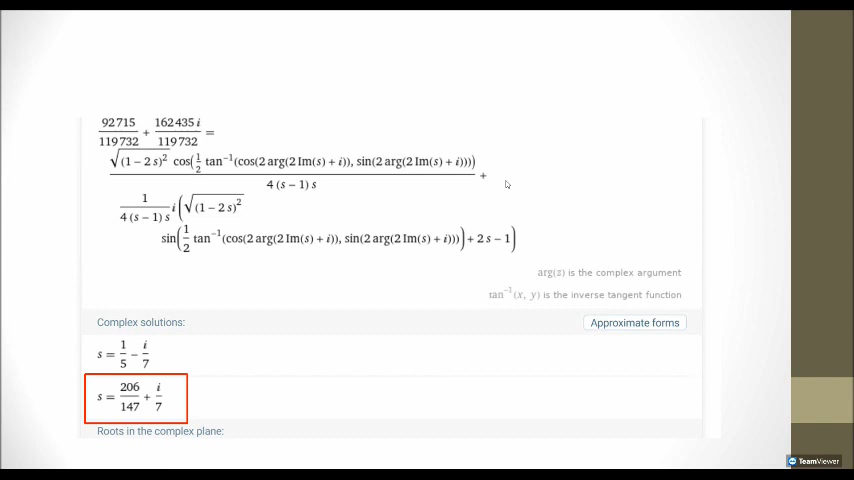 92715/119732 + 162435 i/119732 =
√((1 − 2 s)²) cos(1/2 tan⁻¹(cos(2 arg(2 Im(s) + i)), sin(2 arg(2 Im(s) + i)))) / 4 (s − 1) s +
1/4 (s − 1) s i(√((1 − 2 s)²)
sin(1/2 tan⁻¹(cos(2 arg(2 Im(s) + i)), sin(2 arg(2 Im(s) + i)))) + 2 s − 1)
arg(z) is the complex argument
tan⁻¹(x, y) is the inverse tangent function
Complex solutions:
Approximate forms
s = 1/5 − i/7
s = 206/147 + i/7
Roots in the complex plane:
TeamViewer